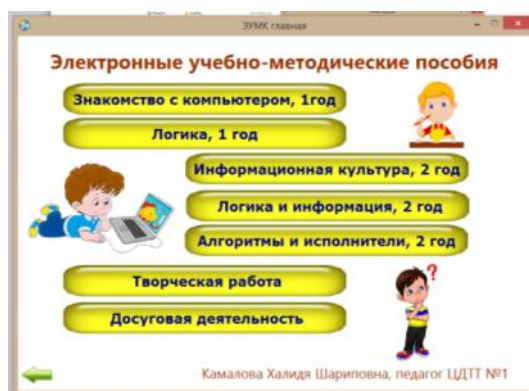 ЭУМК главная
Электронные учебно-методические пособия
Знакомство с компьютером, 1год
Логика, 1 год
Информационная культура, 2 год
Логика и информация, 2 год
Алгоритмы и исполнители, 2 год
Творческая работа
Досуговая деятельность
?
Камалова Халидя Шариповна, педагог ЦДТТ №1